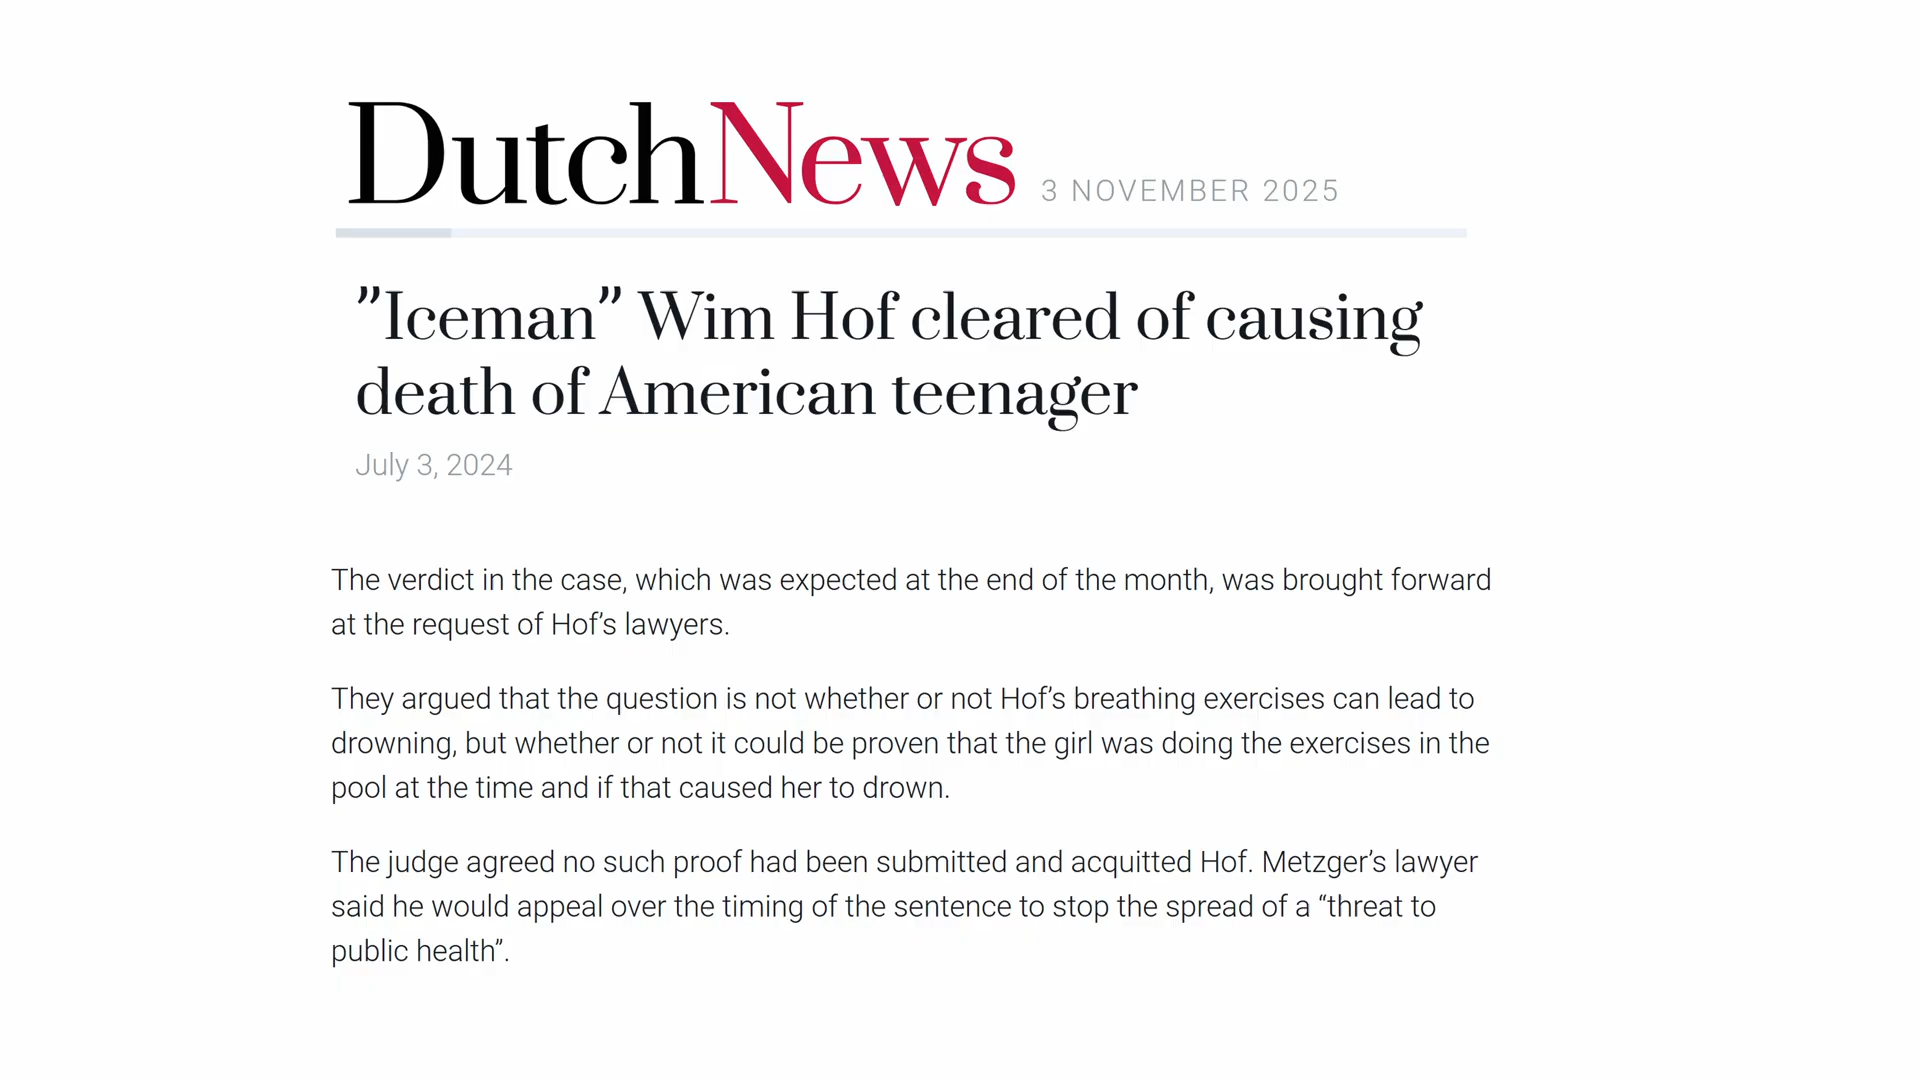 DutchNews 3 NOVEMBER 2025
”Iceman” Wim Hof cleared of causing
death of American teenager
July 3, 2024
The verdict in the case, which was expected at the end of the month, was brought forward
at the request of Hof’s lawyers.
They argued that the question is not whether or not Hof’s breathing exercises can lead to
drowning, but whether or not it could be proven that the girl was doing the exercises in the
pool at the time and if that caused her to drown.
The judge agreed no such proof had been submitted and acquitted Hof. Metzger’s lawyer
said he would appeal over the timing of the sentence to stop the spread of a “threat to
public health”.